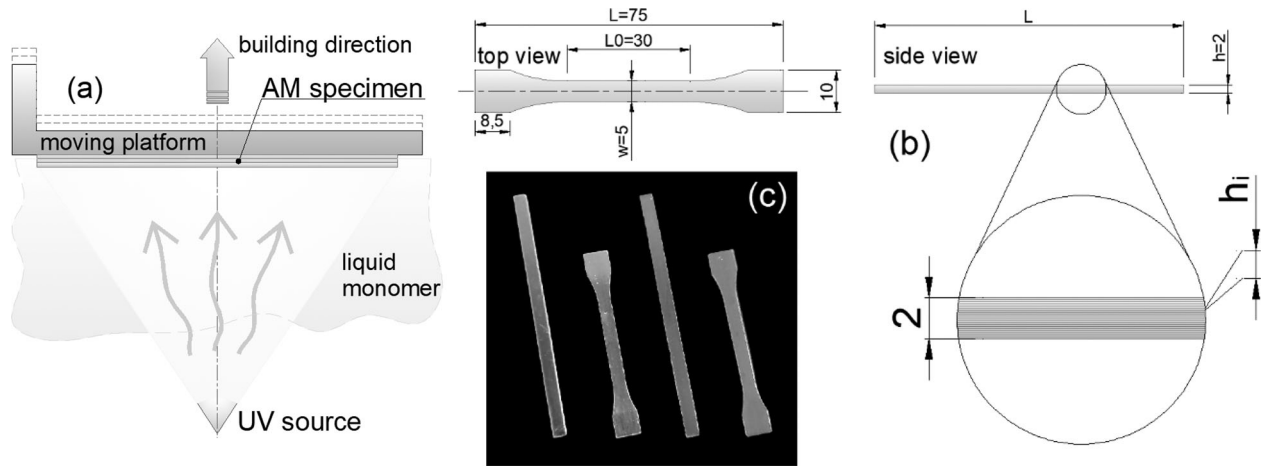 (a)
building direction
AM specimen
moving platform
liquid
monomer
UV source
L=75
top view
L0=30
10
8,5
w=5
(c)
L
side view
h=2
(b)
hi
2